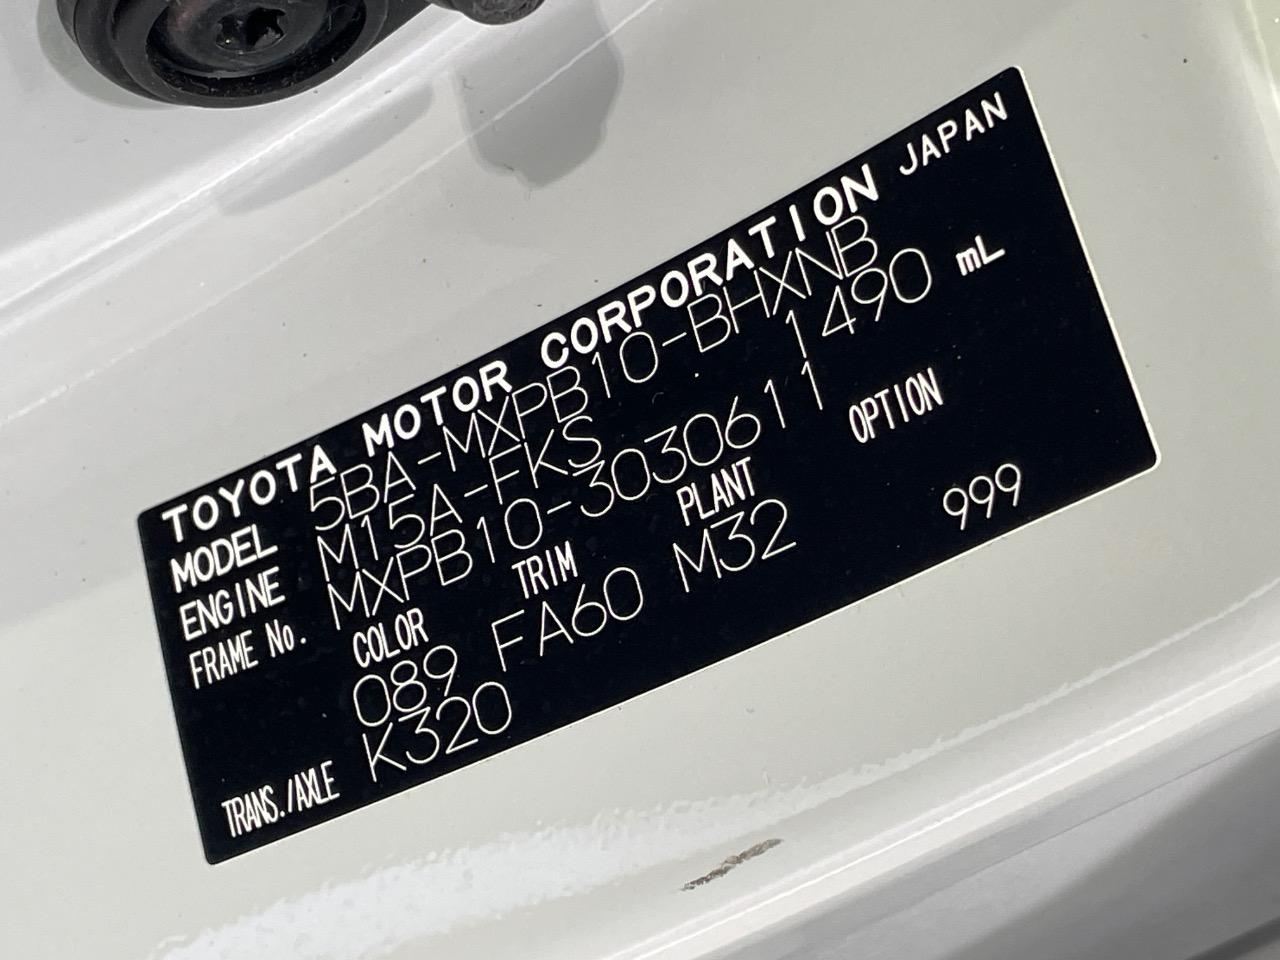 TOYOTA MOTOR CORPORATION JAPAN
MODEL 5BA-MXPB10-BHXNB
ENGINE M15A-FKS 1490 mL
FRAME No. MXPB10-3030611
COLOR TRIM PLANT OPTION
089 FA60 M32 999
TRANS./AXLE K320